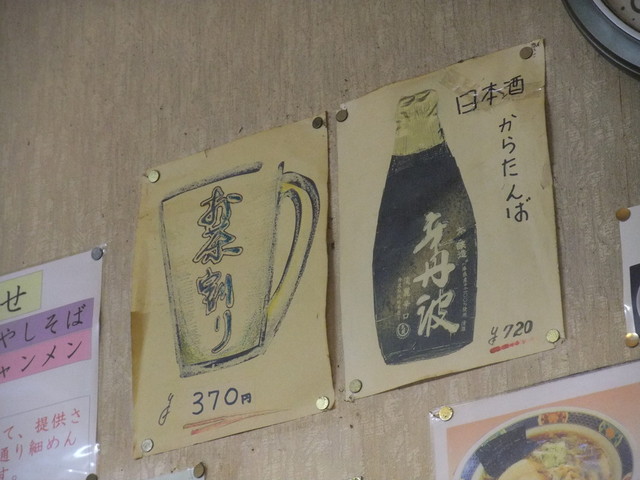 せ
やしそば
ャンメン
て、提供さ
通り細めん
す。
お茶割り
¥370円
日本酒
からたんば
辛丹波
¥720